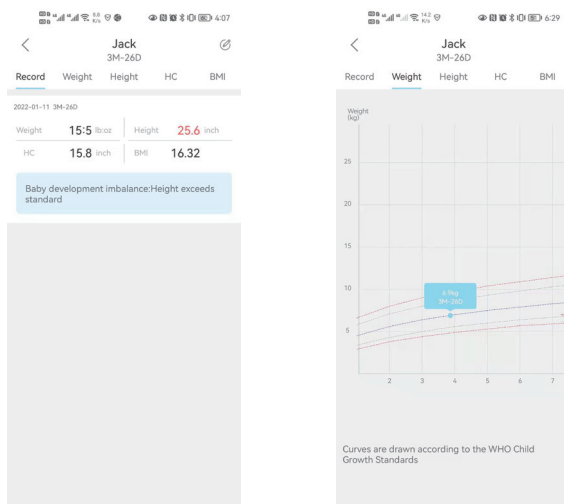 4:07
Jack
3M-26D
Record Weight Height HC BMI
2022-01-11 3M-26D
Weight 15:5 lb:oz Height 25.6 inch
HC 15.8 inch BMI 16.32
Baby development imbalance:Height exceeds
standard
6:29
Jack
3M-26D
Record Weight Height HC BMI
Weight
(kg)
25
20
15
10
5
6.9kg
3M-26D
2 3 4 5 6 7
Curves are drawn according to the WHO Child
Growth Standards